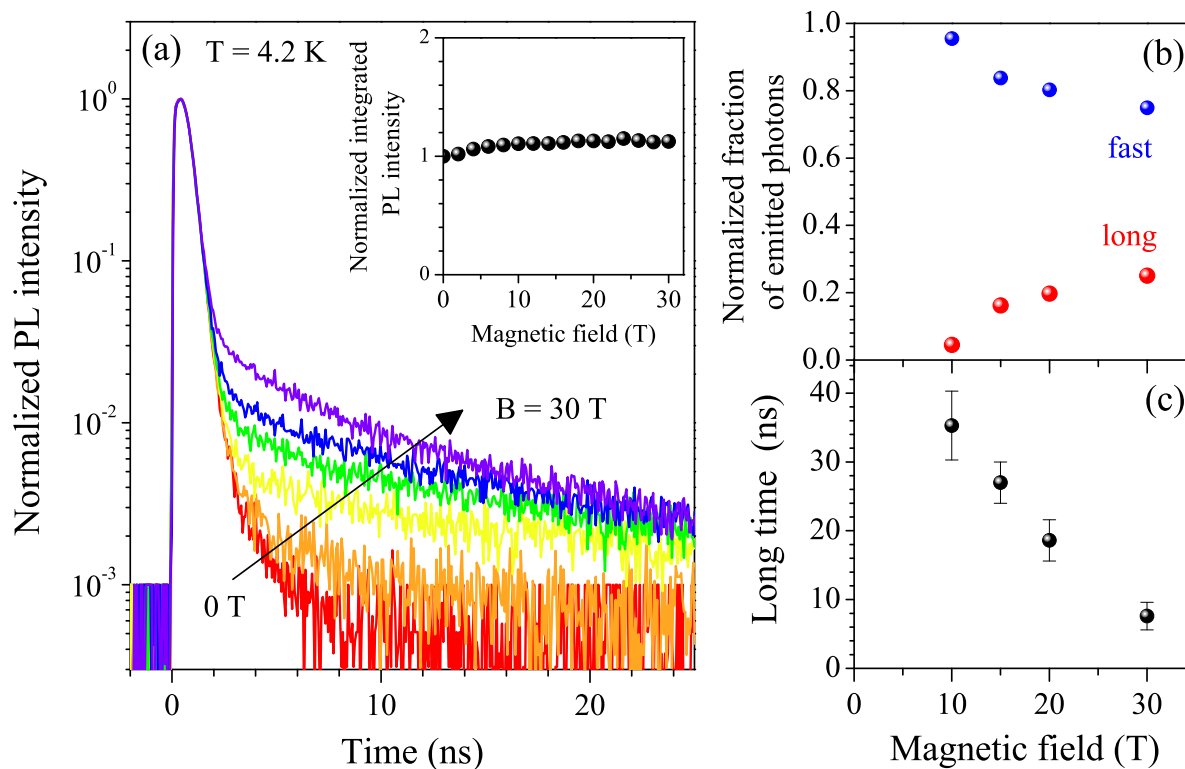 (a)
T = 4.2 K
Normalized PL intensity
10^0
10^-1
10^-2
10^-3
0
10
20
Time (ns)
0 T
B = 30 T
Normalized integrated
PL intensity
2
1
0
0
10
20
30
Magnetic field (T)
(b)
Normalized fraction
of emitted photons
1.0
0.8
0.6
0.4
0.2
0.0
fast
long
(c)
Long time (ns)
40
30
20
10
0
0
10
20
30
Magnetic field (T)